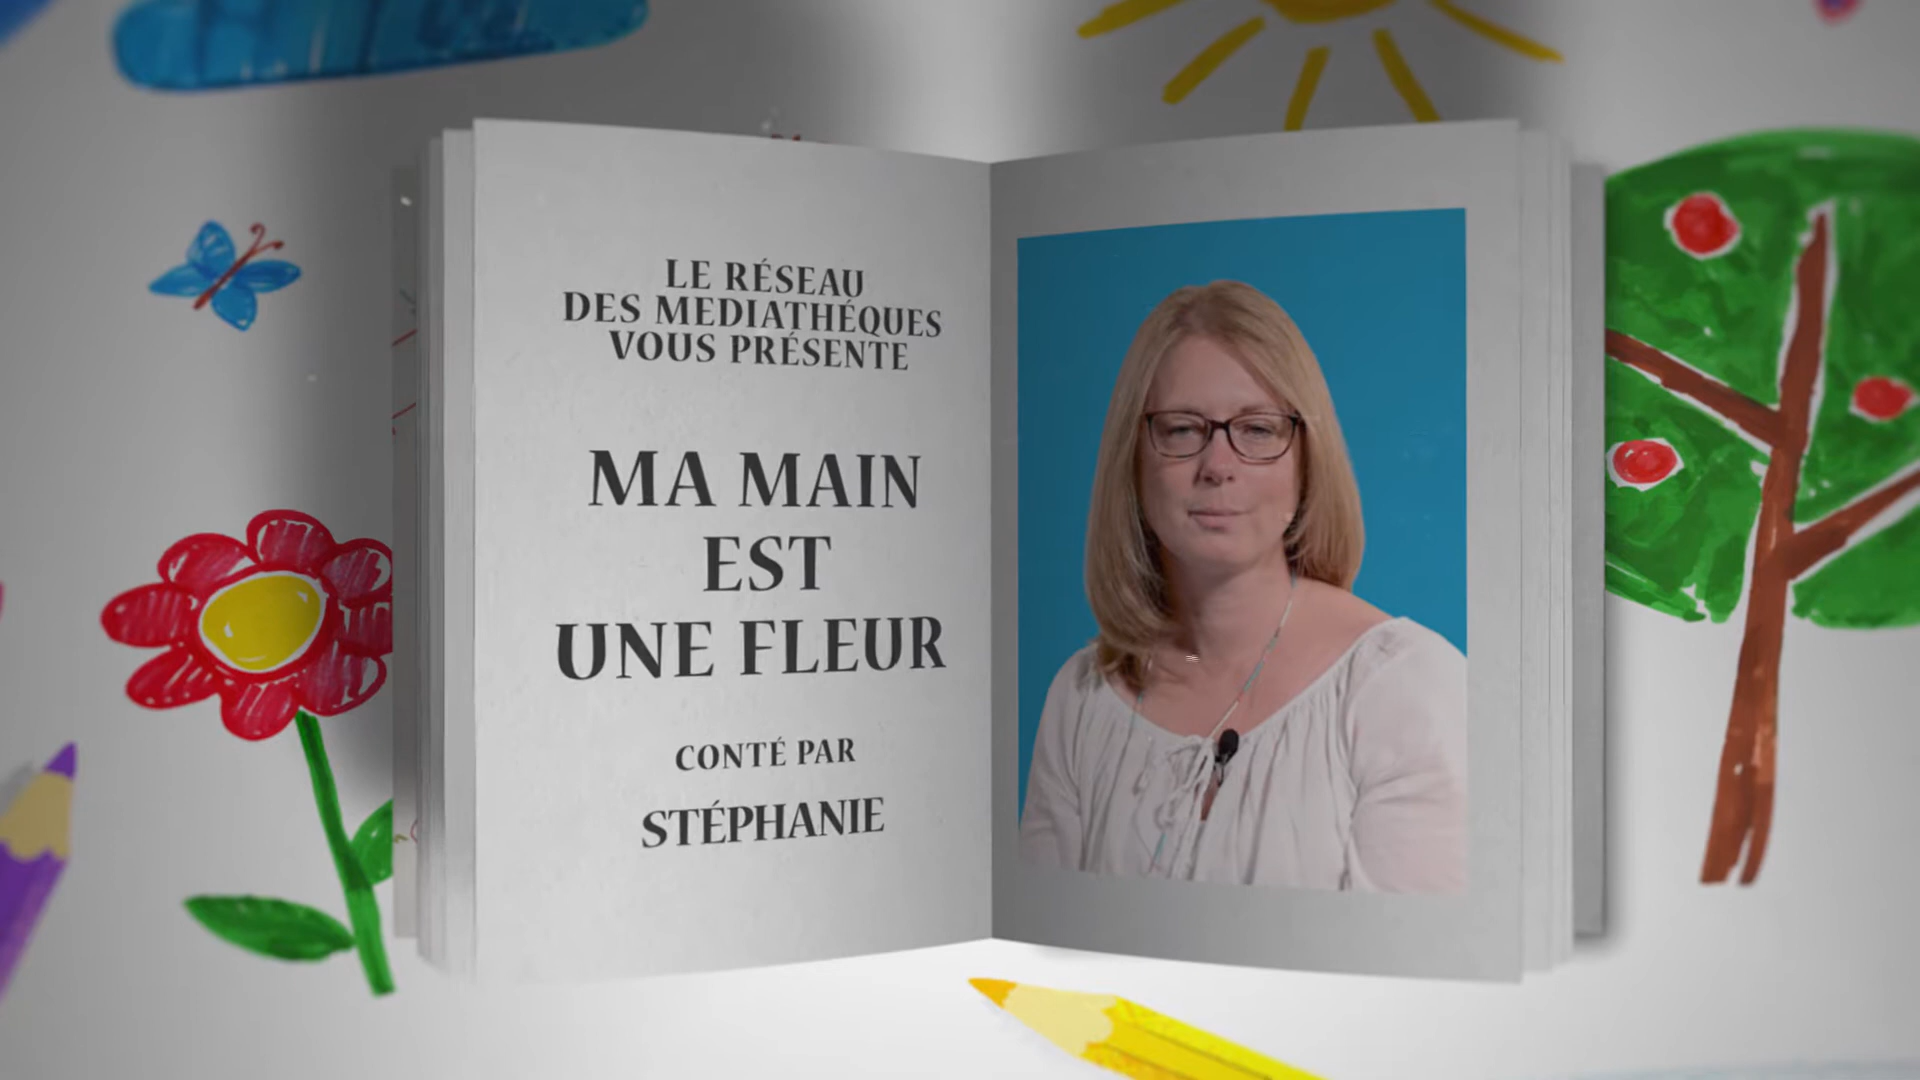 LE RÉSEAU
DES MEDIATHÉQUES
VOUS PRÉSENTE
MA MAIN
EST
UNE FLEUR
CONTÉ PAR
STÉPHANIE